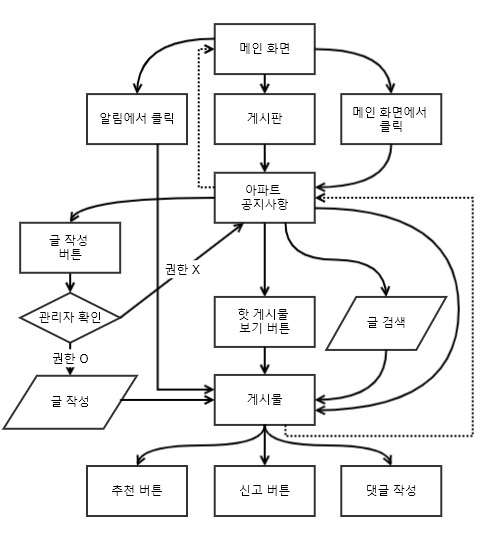 메인 화면
알림에서 클릭
게시판
메인 화면에서
클릭
아파트
공지사항
글 작성
버튼
권한 X
관리자 확인
핫 게시물
보기 버튼
글 검색
권한 O
글 작성
게시물
추천 버튼
신고 버튼
댓글 작성